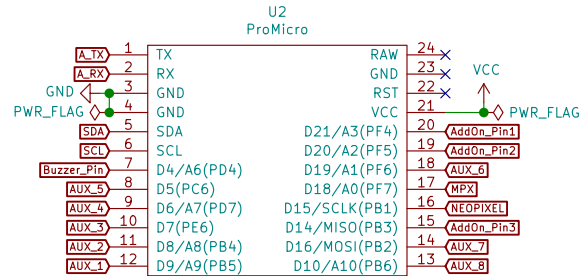 U2
ProMicro
A_TX 1 TX RAW 24
A_RX 2 RX GND 23 VCC
GND 3 GND RST 22
PWR_FLAG 4 GND VCC 21 PWR_FLAG
SDA 5 SDA D21/A3(PF4) 20 AddOn_Pin1
SCL 6 SCL D20/A2(PF5) 19 AddOn_Pin2
Buzzer_Pin 7 D4/A6(PD4) D19/A1(PF6) 18 AUX_6
AUX_5 8 D5(PC6) D18/A0(PF7) 17 MPX
AUX_4 9 D6/A7(PD7) D15/SCLK(PB1) 16 NEOPIXEL
AUX_3 10 D7(PE6) D14/MISO(PB3) 15 AddOn_Pin3
AUX_2 11 D8/A8(PB4) D16/MOSI(PB2) 14 AUX_7
AUX_1 12 D9/A9(PB5) D10/A10(PB6) 13 AUX_8